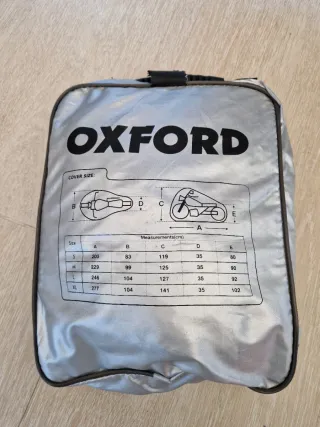 OXFORD
COVER SIZE:
B D C E
A
Size Measurements(cm)
A B C D E
S 203 83 119 35 80
M 229 99 125 35 90
L 246 104 127 35 92
XL 277 104 141 35 102